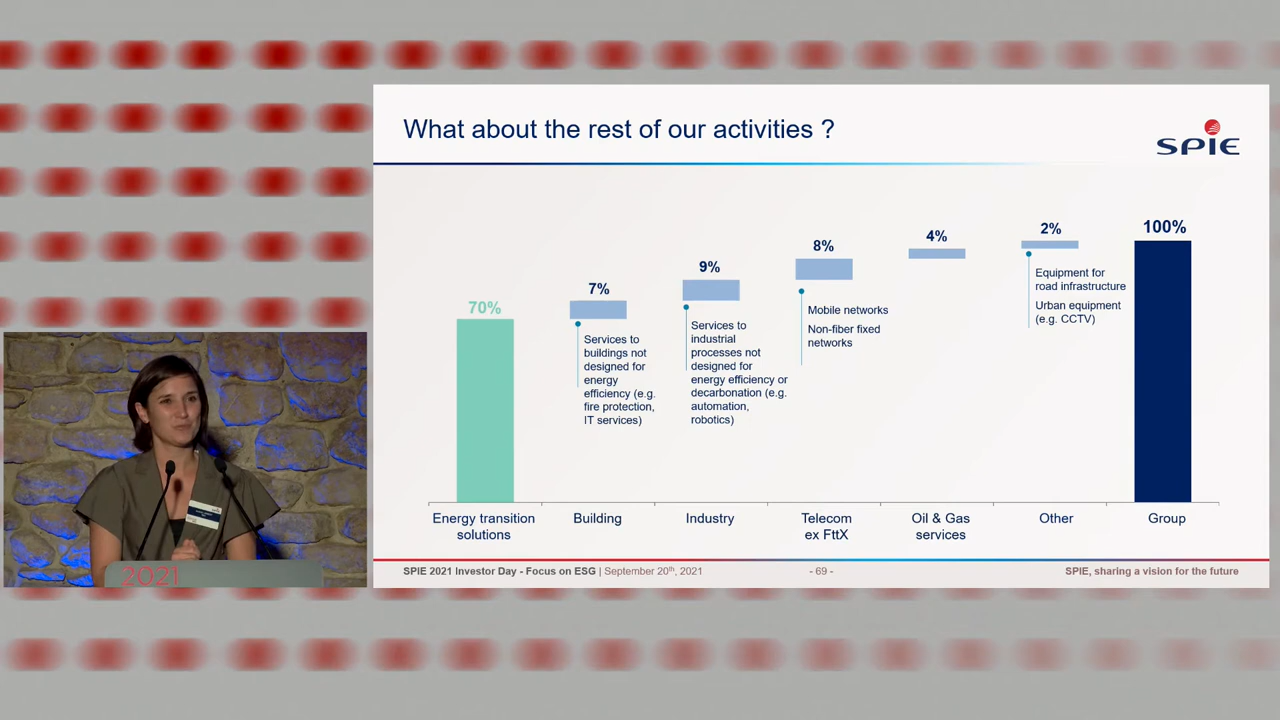 What about the rest of our activities ?
SPIE
70%
7%
9%
8%
4%
2%
100%
Services to
buildings not
designed for
energy
efficiency (e.g.
fire protection,
IT services)
Services to
industrial
processes not
designed for
energy efficiency or
decarbonation (e.g.
automation,
robotics)
Mobile networks
Non-fiber fixed
networks
Equipment for
road infrastructure
Urban equipment
(e.g. CCTV)
Energy transition
solutions
Building
Industry
Telecom
ex FttX
Oil & Gas
services
Other
Group
SPIE 2021 Investor Day - Focus on ESG | September 20th, 2021
- 69 -
SPIE, sharing a vision for the future
2021